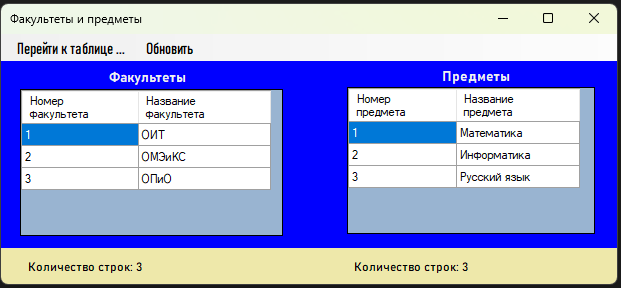 Факультеты и предметы
Перейти к таблице ... Обновить
Факультеты
Номер факультета Название факультета
1 ОИТ
2 ОМЭиКС
3 ОПиО
Количество строк: 3
Предметы
Номер предмета Название предмета
1 Математика
2 Информатика
3 Русский язык
Количество строк: 3